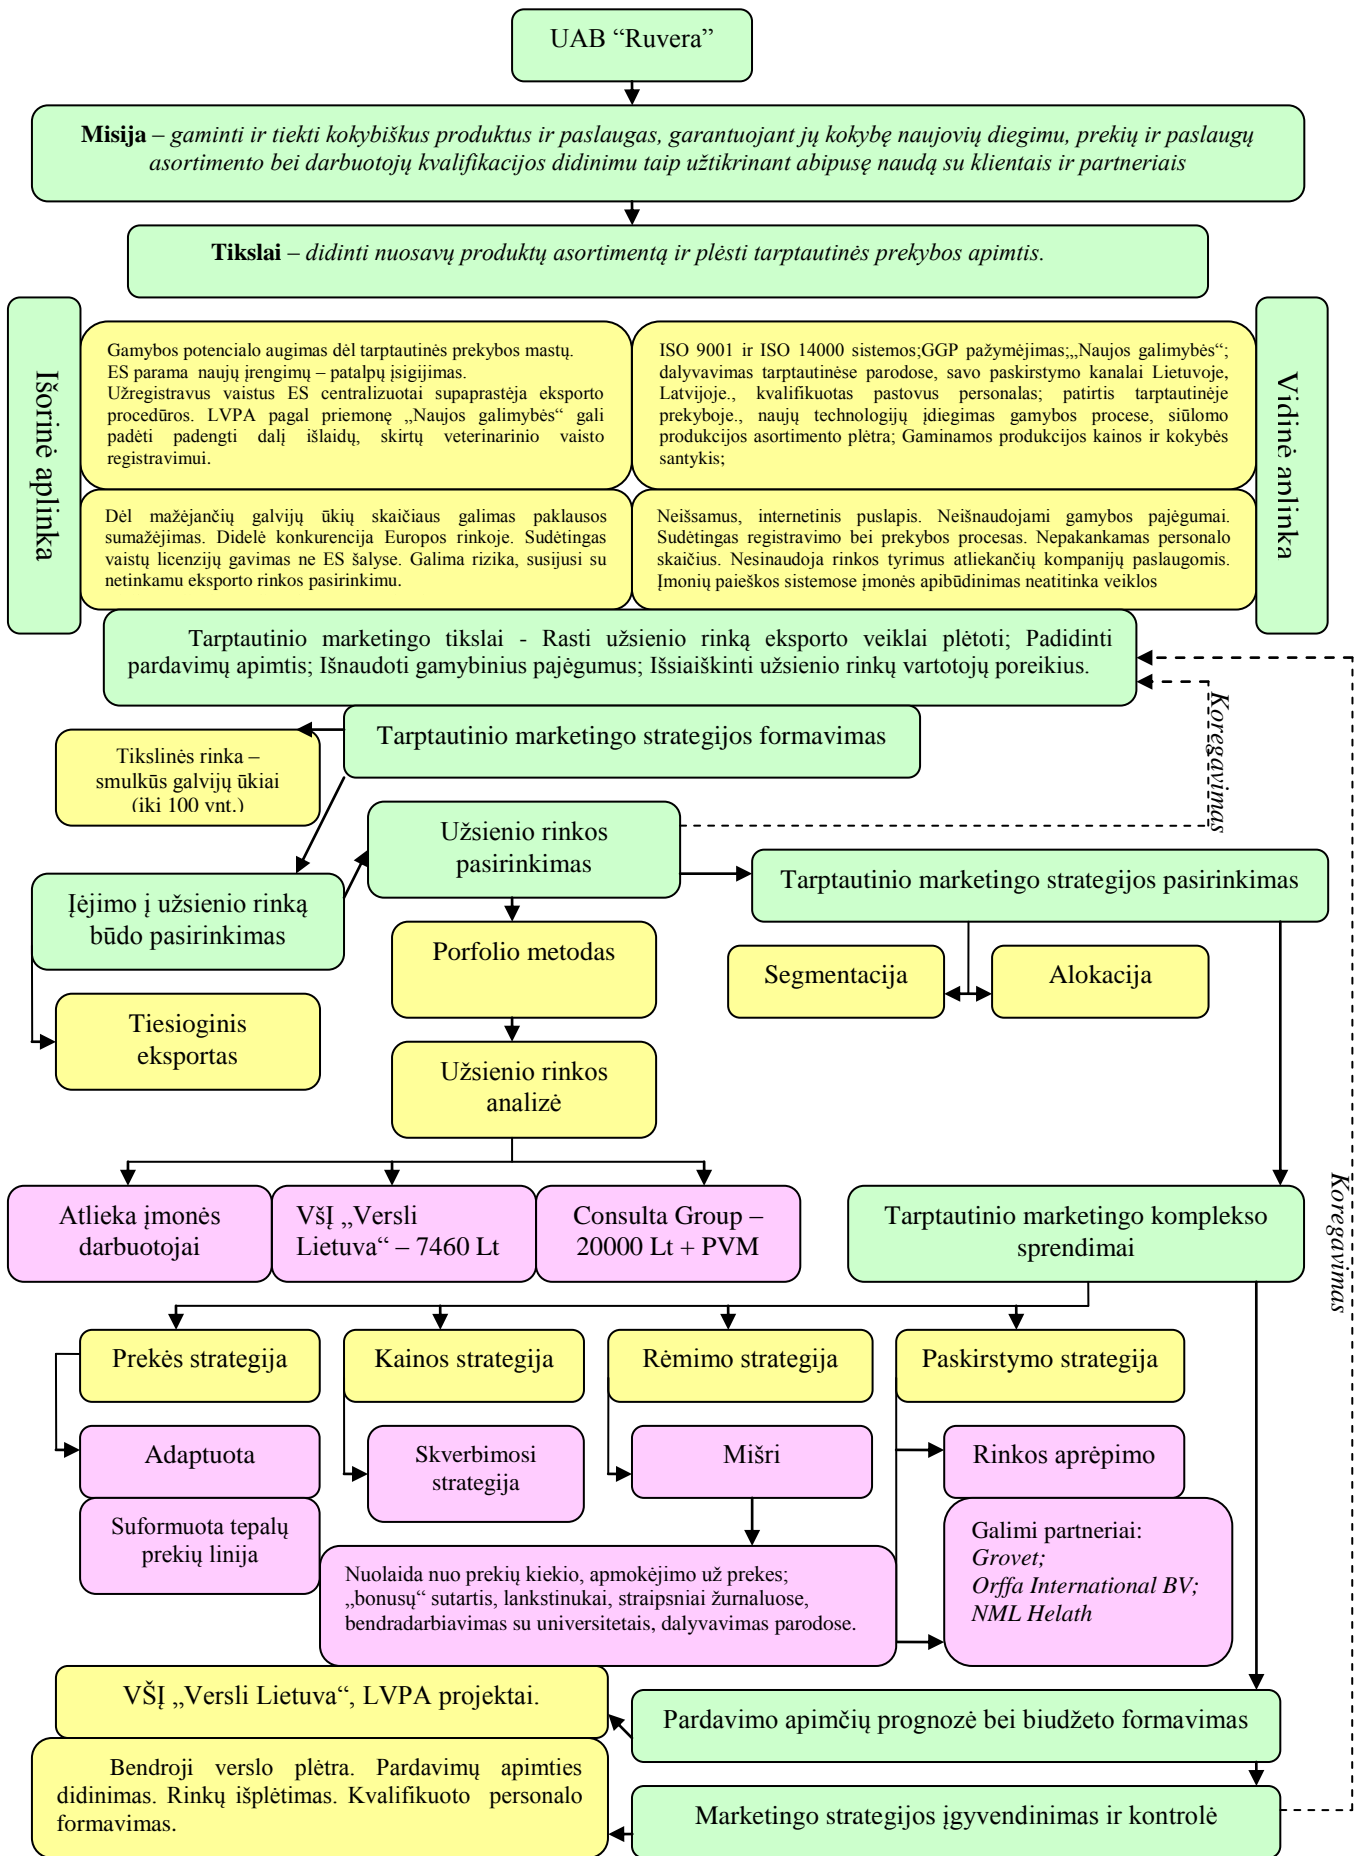 UAB “Ruvera”
Misija – gaminti ir tiekti kokybiškus produktus ir paslaugas, garantuojant jų kokybę naujovių diegimu, prekių ir paslaugų
asortimento bei darbuotojų kvalifikacijos didinimu taip užtikrinant abipusę naudą su klientais ir partneriais
Tikslai – didinti nuosavų produktų asortimentą ir plėsti tarptautinės prekybos apimtis.
Išorinė aplinka
Gamybos potencialo augimas dėl tarptautinės prekybos mastų.
ES parama naujų įrengimų – patalpų įsigijimas.
Užregistravus vaistus ES centralizuotai supaprastėja eksporto
procedūros. LVPA pagal priemonę „Naujos galimybės“ gali
padėti padengti dalį išlaidų, skirtų veterinarinio vaisto
registravimui.
ISO 9001 ir ISO 14000 sistemos;GGP pažymėjimas;„Naujos galimybės“;
dalyvavimas tarptautinėse parodose, savo paskirstymo kanalai Lietuvoje,
Latvijoje., kvalifikuotas pastovus personalas; patirtis tarptautinėje
prekyboje., naujų technologijų įdiegimas gamybos procese, siūlomo
produkcijos asortimento plėtra; Gaminamos produkcijos kainos ir kokybės
santykis;
Vidinė aplinka
Dėl mažėjančių galvijų ūkių skaičiaus galimas paklausos
sumažėjimas. Didelė konkurencija Europos rinkoje. Sudėtingas
vaistų licenzijų gavimas ne ES šalyse. Galima rizika, susijusi su
netinkamu eksporto rinkos pasirinkimu.
Neišsamus, internetinis puslapis. Neišnaudojami gamybos pajėgumai.
Sudėtingas registravimo bei prekybos procesas. Nepakankamas personalo
skaičius. Nesinaudoja rinkos tyrimus atliekančių kompanijų paslaugomis.
Įmonių paieškos sistemose įmonės apibūdinimas neatitinka veiklos
Tarptautinio marketingo tikslai - Rasti užsienio rinką eksporto veiklai plėtoti; Padidinti
pardavimų apimtis; Išnaudoti gamybinius pajėgumus; Išsiaiškinti užsienio rinkų vartotojų poreikius.
Koregavimas
Tarptautinio marketingo strategijos formavimas
Tikslinės rinka –
smulkūs galvijų ūkiai
(iki 100 vnt.)
Užsienio rinkos
pasirinkimas
Tarptautinio marketingo strategijos pasirinkimas
Įėjimo į užsienio rinką
būdo pasirinkimas
Porfolio metodas
Segmentacija
Alokacija
Tiesioginis
eksportas
Užsienio rinkos
analizė
Atlieka įmonės
darbuotojai
VšĮ „Versli
Lietuva“ – 7460 Lt
Consulta Group –
20000 Lt + PVM
Tarptautinio marketingo komplekso
sprendimai
Koregavimas
Prekės strategija
Kainos strategija
Rėmimo strategija
Paskirstymo strategija
Adaptuota
Skverbimosi
strategija
Mišri
Rinkos aprėpimo
Suformuota tepalų
prekių linija
Nuolaida nuo prekių kiekio, apmokėjimo už prekes;
„bonusų“ sutartis, lankstinukai, straipsniai žurnaluose,
bendradarbiavimas su universitetais, dalyvavimas parodose.
Galimi partneriai:
Grovet;
Orffa International BV;
NML Helath
VŠĮ „Versli Lietuva“, LVPA projektai.
Pardavimo apimčių prognozė bei biudžeto formavimas
Bendroji verslo plėtra. Pardavimų apimties
didinimas. Rinkų išplėtimas. Kvalifikuoto personalo
formavimas.
Marketingo strategijos įgyvendinimas ir kontrolė